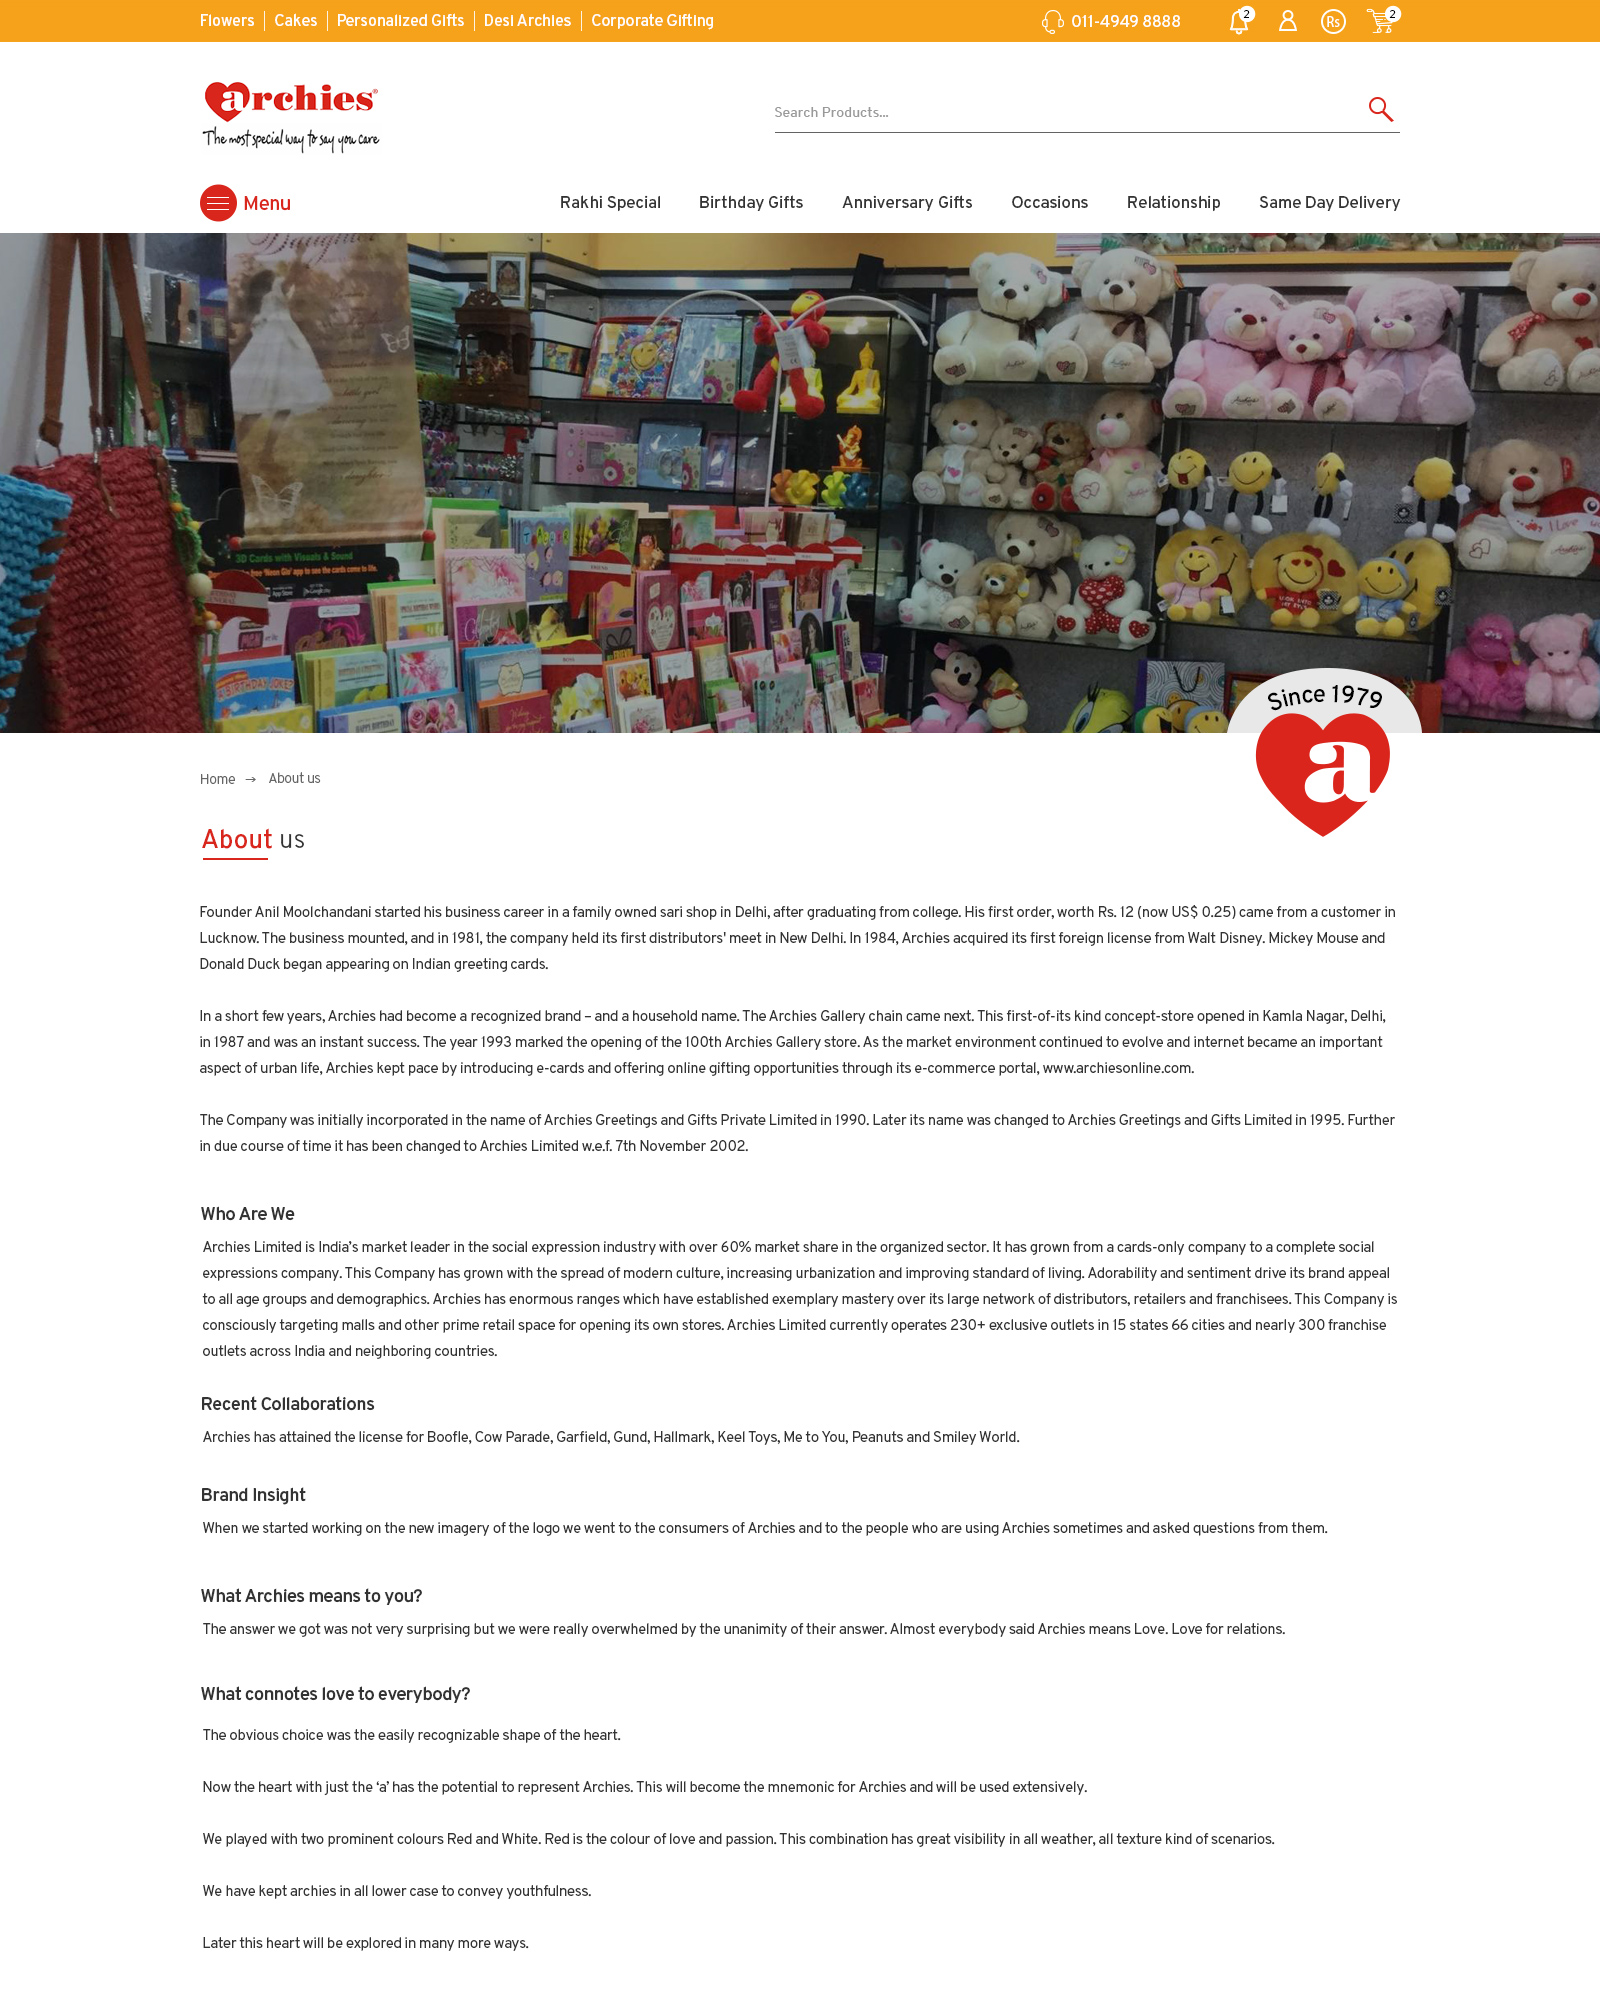 Flowers
Cakes
Personalized Gifts
Desi Archies
Corporate Gifting
011-4949 8888
2
Rs
2
archies®
The most special way to say you care
Search Products...
Menu
Rakhi Special
Birthday Gifts
Anniversary Gifts
Occasions
Relationship
Same Day Delivery
3D Cards with Visuals & Sound
app to see the cards come to life.
I love
Since 1979
a
Home → About us
About us
Founder Anil Moolchandani started his business career in a family owned sari shop in Delhi, after graduating from college. His first order, worth Rs. 12 (now US$ 0.25) came from a customer in
Lucknow. The business mounted, and in 1981, the company held its first distributors' meet in New Delhi. In 1984, Archies acquired its first foreign license from Walt Disney. Mickey Mouse and
Donald Duck began appearing on Indian greeting cards.
In a short few years, Archies had become a recognized brand – and a household name. The Archies Gallery chain came next. This first-of-its kind concept-store opened in Kamla Nagar, Delhi,
in 1987 and was an instant success. The year 1993 marked the opening of the 100th Archies Gallery store. As the market environment continued to evolve and internet became an important
aspect of urban life, Archies kept pace by introducing e-cards and offering online gifting opportunities through its e-commerce portal, www.archiesonline.com.
The Company was initially incorporated in the name of Archies Greetings and Gifts Private Limited in 1990. Later its name was changed to Archies Greetings and Gifts Limited in 1995. Further
in due course of time it has been changed to Archies Limited w.e.f. 7th November 2002.
Who Are We
Archies Limited is India’s market leader in the social expression industry with over 60% market share in the organized sector. It has grown from a cards-only company to a complete social
expressions company. This Company has grown with the spread of modern culture, increasing urbanization and improving standard of living. Adorability and sentiment drive its brand appeal
to all age groups and demographics. Archies has enormous ranges which have established exemplary mastery over its large network of distributors, retailers and franchisees. This Company is
consciously targeting malls and other prime retail space for opening its own stores. Archies Limited currently operates 230+ exclusive outlets in 15 states 66 cities and nearly 300 franchise
outlets across India and neighboring countries.
Recent Collaborations
Archies has attained the license for Boofle, Cow Parade, Garfield, Gund, Hallmark, Keel Toys, Me to You, Peanuts and Smiley World.
Brand Insight
When we started working on the new imagery of the logo we went to the consumers of Archies and to the people who are using Archies sometimes and asked questions from them.
What Archies means to you?
The answer we got was not very surprising but we were really overwhelmed by the unanimity of their answer. Almost everybody said Archies means Love. Love for relations.
What connotes love to everybody?
The obvious choice was the easily recognizable shape of the heart.
Now the heart with just the ‘a’ has the potential to represent Archies. This will become the mnemonic for Archies and will be used extensively.
We played with two prominent colours Red and White. Red is the colour of love and passion. This combination has great visibility in all weather, all texture kind of scenarios.
We have kept archies in all lower case to convey youthfulness.
Later this heart will be explored in many more ways.